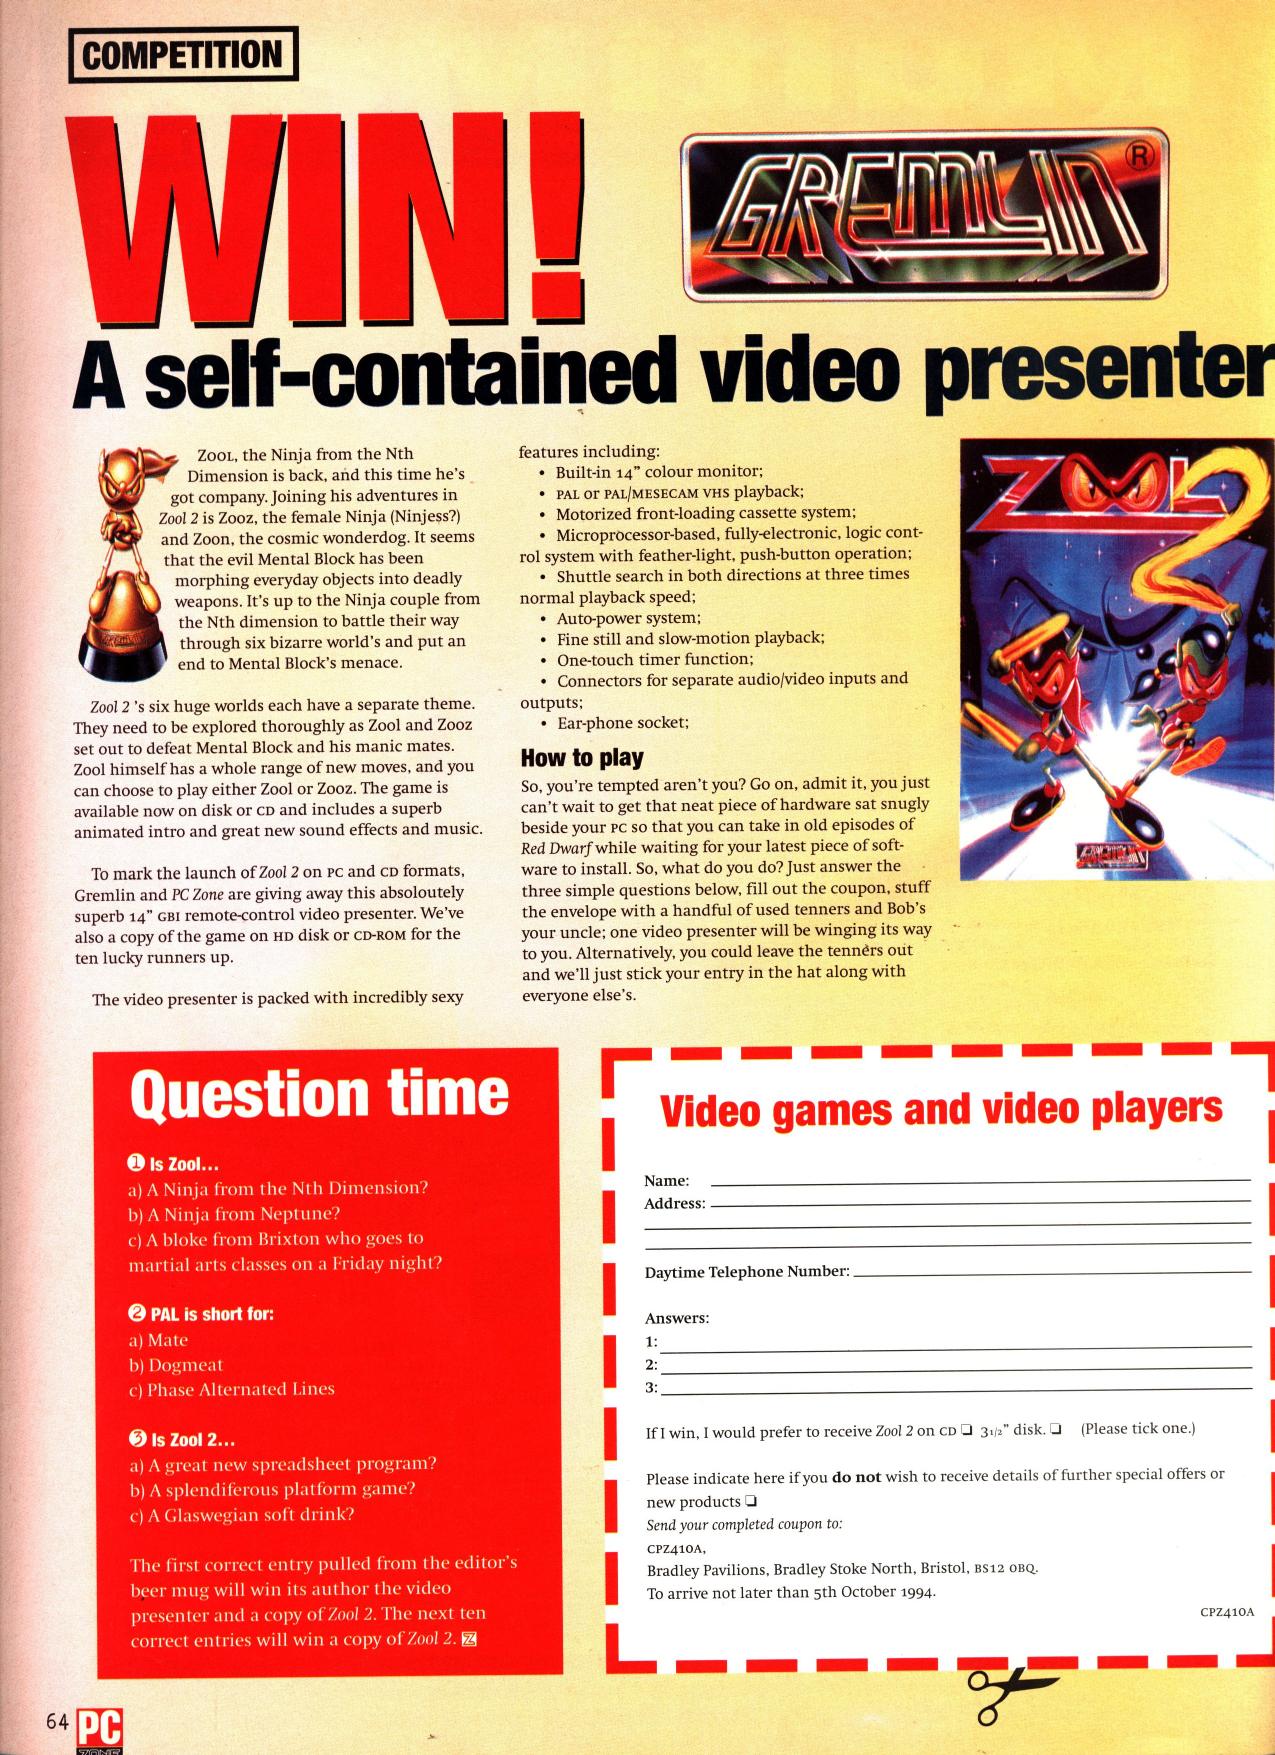 COMPETITION
WIN!
GREMLIN
®
A self-contained video presenter
ZOOL, the Ninja from the Nth
Dimension is back, and this time he's
got company. Joining his adventures in
Zool 2 is Zooz, the female Ninja (Ninjess?)
and Zoon, the cosmic wonderdog. It seems
that the evil Mental Block has been
morphing everyday objects into deadly
weapons. It's up to the Ninja couple from
the Nth dimension to battle their way
through six bizarre world's and put an
end to Mental Block's menace.
Zool 2 's six huge worlds each have a separate theme.
They need to be explored thoroughly as Zool and Zooz
set out to defeat Mental Block and his manic mates.
Zool himself has a whole range of new moves, and you
can choose to play either Zool or Zooz. The game is
available now on disk or CD and includes a superb
animated intro and great new sound effects and music.
To mark the launch of Zool 2 on PC and CD formats,
Gremlin and PC Zone are giving away this absoloutely
superb 14" GBI remote-control video presenter. We've
also a copy of the game on HD disk or CD-ROM for the
ten lucky runners up.
The video presenter is packed with incredibly sexy
features including:
• Built-in 14" colour monitor;
• PAL or PAL/MESECAM VHS playback;
• Motorized front-loading cassette system;
• Microprocessor-based, fully-electronic, logic cont-
rol system with feather-light, push-button operation;
• Shuttle search in both directions at three times
normal playback speed;
• Auto-power system;
• Fine still and slow-motion playback;
• One-touch timer function;
• Connectors for separate audio/video inputs and
outputs;
• Ear-phone socket;
How to play
So, you're tempted aren't you? Go on, admit it, you just
can't wait to get that neat piece of hardware sat snugly
beside your PC so that you can take in old episodes of
Red Dwarf while waiting for your latest piece of soft-
ware to install. So, what do you do? Just answer the
three simple questions below, fill out the coupon, stuff
the envelope with a handful of used tenners and Bob's
your uncle; one video presenter will be winging its way
to you. Alternatively, you could leave the tenners out
and we'll just stick your entry in the hat along with
everyone else's.
ZOOL 2
GREMLIN
Question time
1 Is Zool...
a) A Ninja from the Nth Dimension?
b) A Ninja from Neptune?
c) A bloke from Brixton who goes to
martial arts classes on a Friday night?
2 PAL is short for:
a) Mate
b) Dogmeat
c) Phase Alternated Lines
3 Is Zool 2...
a) A great new spreadsheet program?
b) A splendiferous platform game?
c) A Glaswegian soft drink?
The first correct entry pulled from the editor's
beer mug will win its author the video
presenter and a copy of Zool 2. The next ten
correct entries will win a copy of Zool 2. Z
Video games and video players
Name:
Address:
Daytime Telephone Number:
Answers:
1:
2:
3:
If I win, I would prefer to receive Zool 2 on CD ❏ 3 1/2" disk. ❏ (Please tick one.)
Please indicate here if you do not wish to receive details of further special offers or
new products ❏
Send your completed coupon to:
CPZ410A,
Bradley Pavilions, Bradley Stoke North, Bristol, BS12 0BQ.
To arrive not later than 5th October 1994.
CPZ410A
64 PC
ZONE